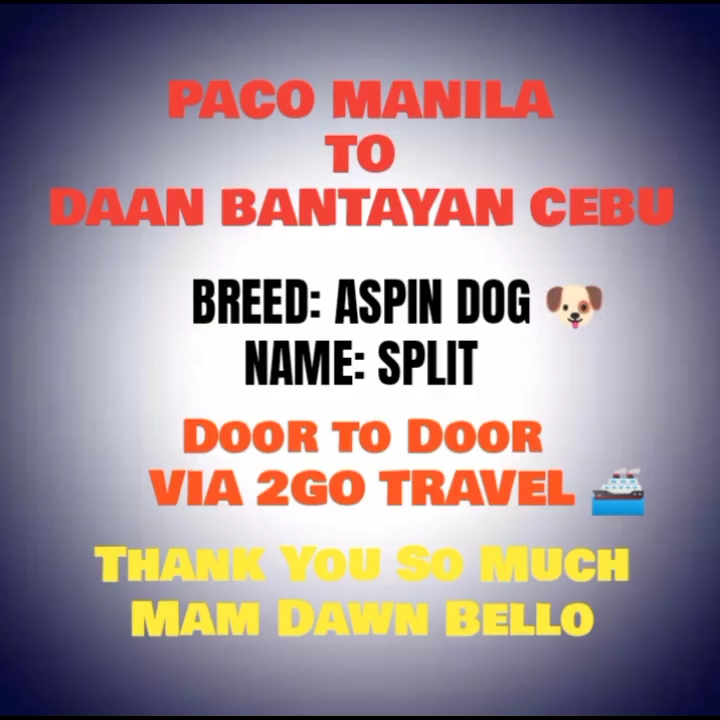 PACO MANILA
TO
DAAN BANTAYAN CEBU
BREED: ASPIN DOG 🐶
NAME: SPLIT
DOOR TO DOOR
VIA 2GO TRAVEL 🛳️
THANK YOU SO MUCH
MAM DAWN BELLO